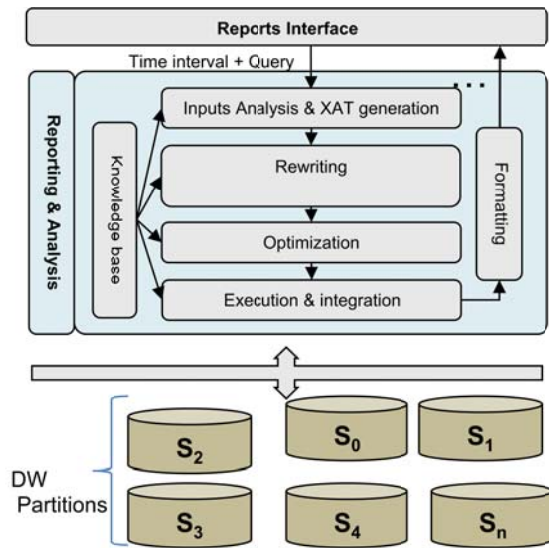 Reports Interface
Time interval + Query
...
Reporting & Analysis
Knowledge base
Inputs Analysis & XAT generation
Rewriting
Optimization
Execution & integration
Formatting
DW
Partitions
S2
S0
S1
S3
S4
Sn